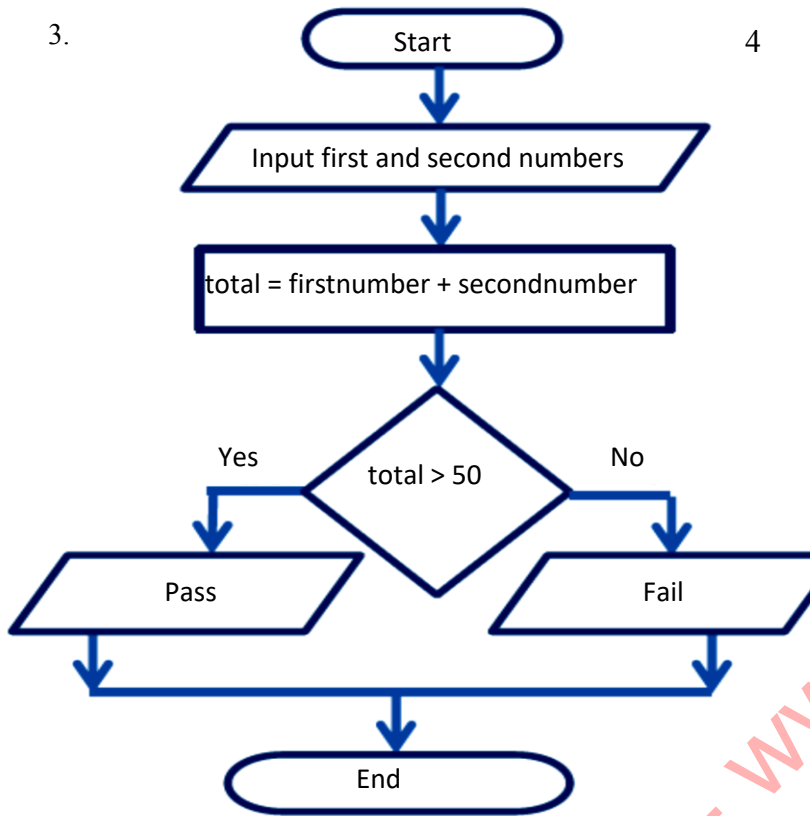 3.
Start
4
Input first and second numbers
total = firstnumber + secondnumber
Yes
total > 50
No
Pass
Fail
End